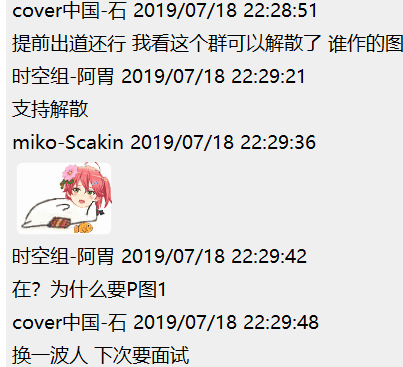 cover中国-石 2019/07/18 22:28:51
提前出道还行 我看这个群可以解散了 谁作的图
时空组-阿胃 2019/07/18 22:29:21
支持解散
miko-Scakin 2019/07/18 22:29:36
时空组-阿胃 2019/07/18 22:29:42
在？为什么要P图1
cover中国-石 2019/07/18 22:29:48
换一波人 下次要面试